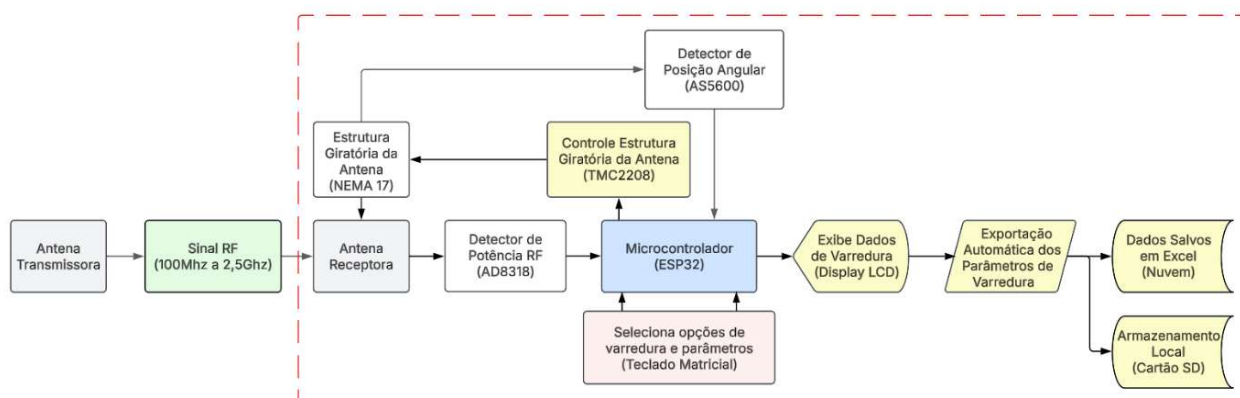 Detector de
Posição Angular
(AS5600)
Estrutura
Giratória da
Antena
(NEMA 17)
Controle Estrutura
Giratória da Antena
(TMC2208)
Antena
Transmissora
Sinal RF
(100Mhz a 2,5Ghz)
Antena
Receptora
Detector de
Potência RF
(AD8318)
Microcontrolador
(ESP32)
Exibe Dados
de Varredura
(Display LCD)
Exportação
Automática dos
Parâmetros de
Varredura
Dados Salvos
em Excel
(Nuvem)
Seleciona opções de
varredura e parâmetros
(Teclado Matricial)
Armazenamento
Local
(Cartão SD)